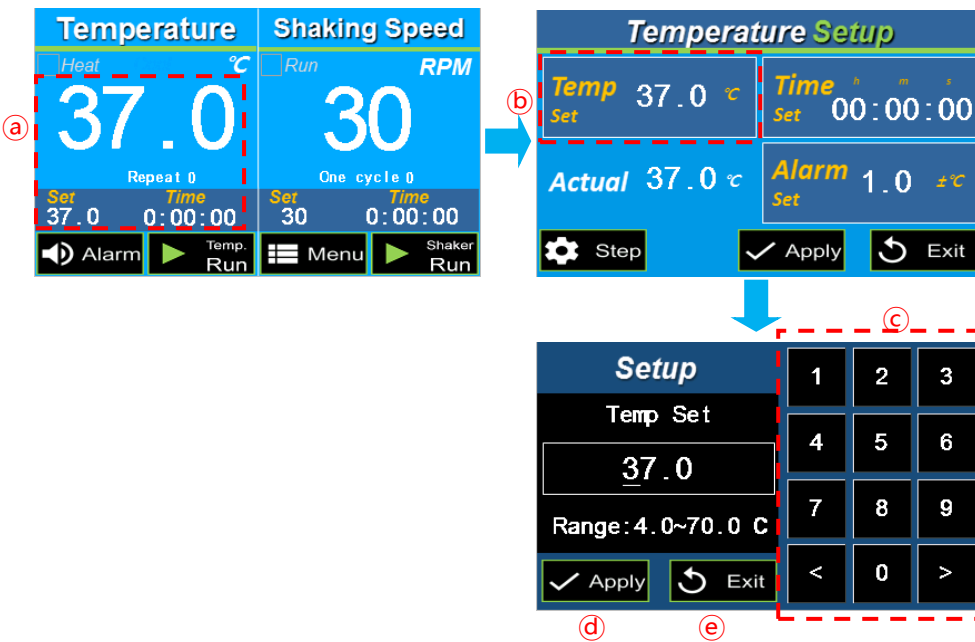 Temperature
Shaking Speed
Heat
℃
Run
RPM
ⓐ
37.0
30
Repeat 0
One cycle 0
Set
Time
Set
Time
37.0
0:00:00
30
0:00:00
Alarm
Temp.
Run
Menu
Shaker
Run
Temperature Setup
ⓑ
Temp
Set
37.0 ℃
Time
Set
h m s
00:00:00
Actual 37.0 ℃
Alarm
Set
1.0 ±℃
Step
Apply
Exit
ⓒ
Setup
Temp Set
37.0
Range:4.0~70.0 C
Apply
Exit
1 2 3
4 5 6
7 8 9
< 0 >
ⓓ
ⓔ